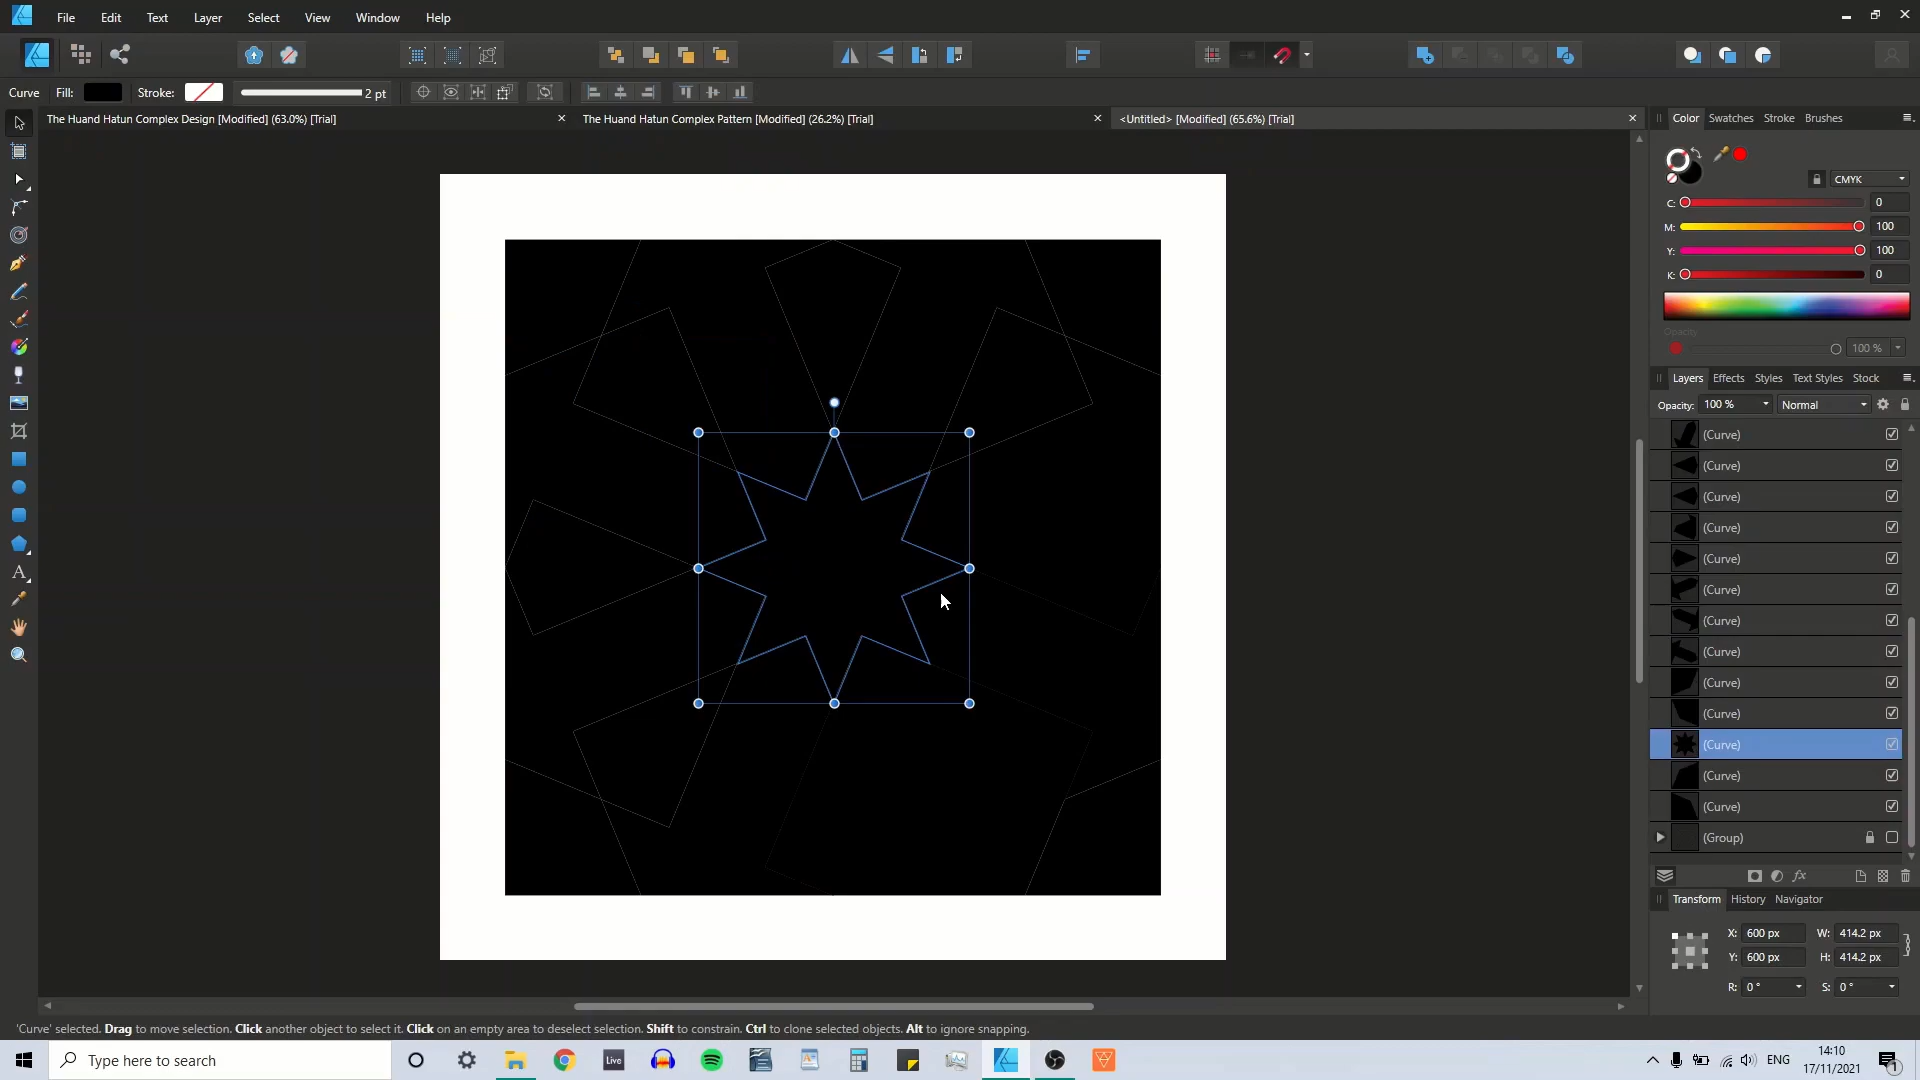 File Edit Text Layer Select View Window Help
Curve Fill: Stroke: 2 pt
The Huand Hatun Complex Design [Modified] (63.0%) [Trial]
The Huand Hatun Complex Pattern [Modified] (26.2%) [Trial]
<Untitled> [Modified] (65.6%) [Trial]
Color Swatches Stroke Brushes
CMYK
C: 0
M: 100
Y: 100
K: 0
Opacity
100 %
Layers Effects Styles Text Styles Stock
Opacity: 100 % Normal
(Curve)
(Curve)
(Curve)
(Curve)
(Curve)
(Curve)
(Curve)
(Curve)
(Curve)
(Curve)
(Curve)
(Curve)
(Curve)
(Group)
Transform History Navigator
X: 600 px W: 414.2 px
Y: 600 px H: 414.2 px
R: 0 ° S: 0 °
'Curve' selected. Drag to move selection. Click another object to select it. Click on an empty area to deselect selection. Shift to constrain. Ctrl to clone selected objects. Alt to ignore snapping.
Type here to search
Live
ENG
14:10
17/11/2021
1